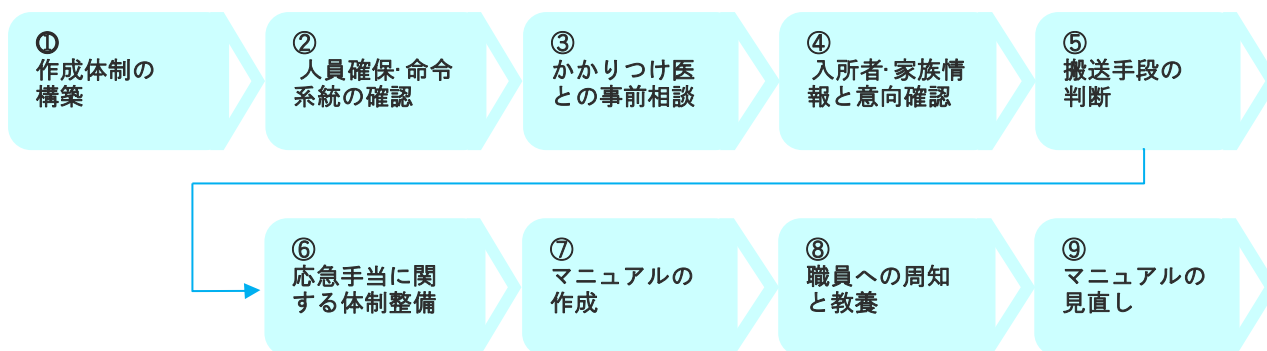 ①
作成体制の
構築
②
人員確保･命令
系統の確認
③
かかりつけ医
との事前相談
④
入所者･家族情
報と意向確認
⑤
搬送手段の
判断
⑥
応急手当に関
する体制整備
⑦
マニュアルの
作成
⑧
職員への周知
と教養
⑨
マニュアルの
見直し